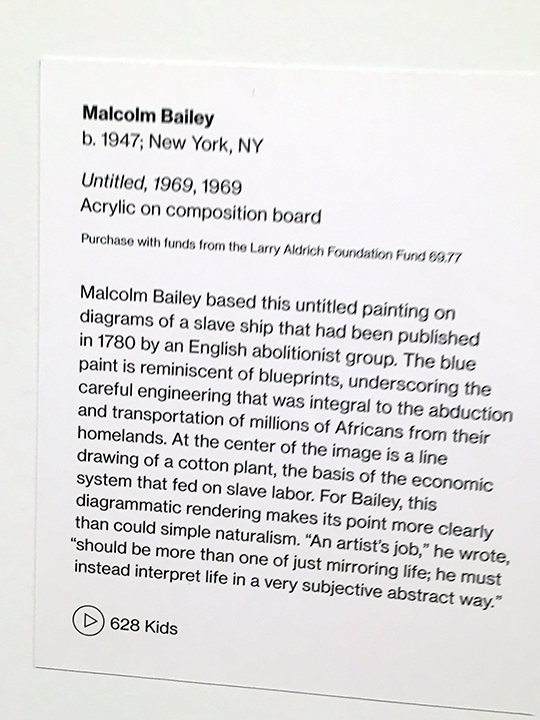 Malcolm Bailey
b. 1947; New York, NY
Untitled, 1969, 1969
Acrylic on composition board
Purchase with funds from the Larry Aldrich Foundation Fund 69.77
Malcolm Bailey based this untitled painting on
diagrams of a slave ship that had been published
in 1780 by an English abolitionist group. The blue
paint is reminiscent of blueprints, underscoring the
careful engineering that was integral to the abduction
and transportation of millions of Africans from their
homelands. At the center of the image is a line
drawing of a cotton plant, the basis of the economic
system that fed on slave labor. For Bailey, this
diagrammatic rendering makes its point more clearly
than could simple naturalism. “An artist’s job,” he wrote,
“should be more than one of just mirroring life; he must
instead interpret life in a very subjective abstract way.”
628 Kids